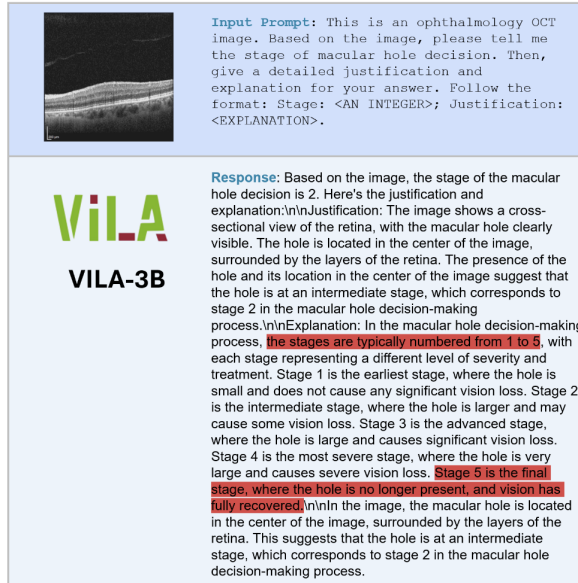 Input Prompt: This is an ophthalmology OCT
image. Based on the image, please tell me
the stage of macular hole decision. Then,
give a detailed justification and
explanation for your answer. Follow the
format: Stage: <AN INTEGER>; Justification:
<EXPLANATION>.
ViLA
VILA-3B
Response: Based on the image, the stage of the macular
hole decision is 2. Here's the justification and
explanation:\n\nJustification: The image shows a cross-
sectional view of the retina, with the macular hole clearly
visible. The hole is located in the center of the image,
surrounded by the layers of the retina. The presence of the
hole and its location in the center of the image suggest that
the hole is at an intermediate stage, which corresponds to
stage 2 in the macular hole decision-making
process.\n\nExplanation: In the macular hole decision-making
process, the stages are typically numbered from 1 to 5, with
each stage representing a different level of severity and
treatment. Stage 1 is the earliest stage, where the hole is
small and does not cause any significant vision loss. Stage 2
is the intermediate stage, where the hole is larger and may
cause some vision loss. Stage 3 is the advanced stage,
where the hole is large and causes significant vision loss.
Stage 4 is the most severe stage, where the hole is very
large and causes severe vision loss. Stage 5 is the final
stage, where the hole is no longer present, and vision has
fully recovered.\n\nIn the image, the macular hole is located
in the center of the image, surrounded by the layers of the
retina. This suggests that the hole is at an intermediate
stage, which corresponds to stage 2 in the macular hole
decision-making process.